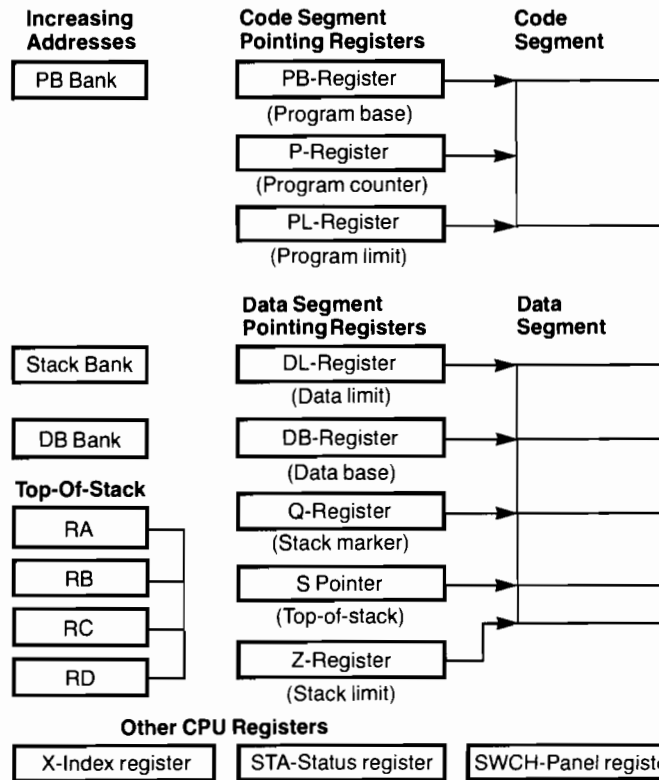 Increasing
Addresses
Code Segment
Pointing Registers
Code
Segment
PB Bank
PB-Register
(Program base)
P-Register
(Program counter)
PL-Register
(Program limit)
Data Segment
Pointing Registers
Data
Segment
Stack Bank
DL-Register
(Data limit)
DB Bank
DB-Register
(Data base)
Top-Of-Stack
Q-Register
(Stack marker)
RA
RB
S Pointer
(Top-of-stack)
RC
RD
Z-Register
(Stack limit)
Other CPU Registers
X-Index register
STA-Status register
SWCH-Panel registe